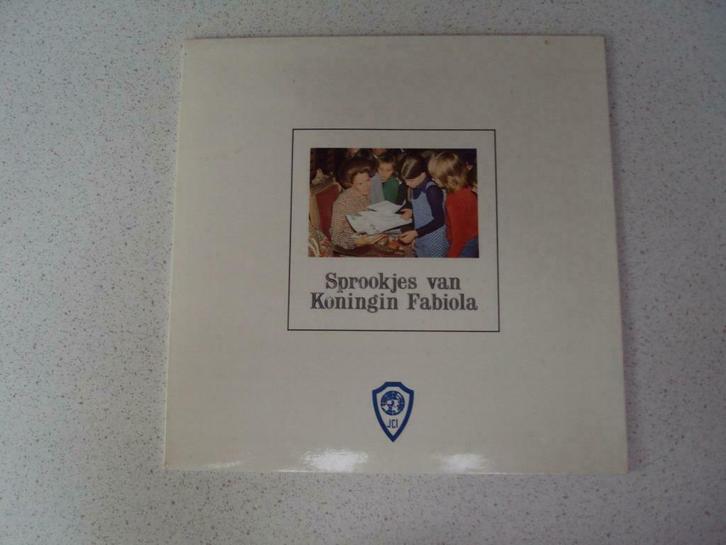 Sprookjes van
Koningin Fabiola
JCI